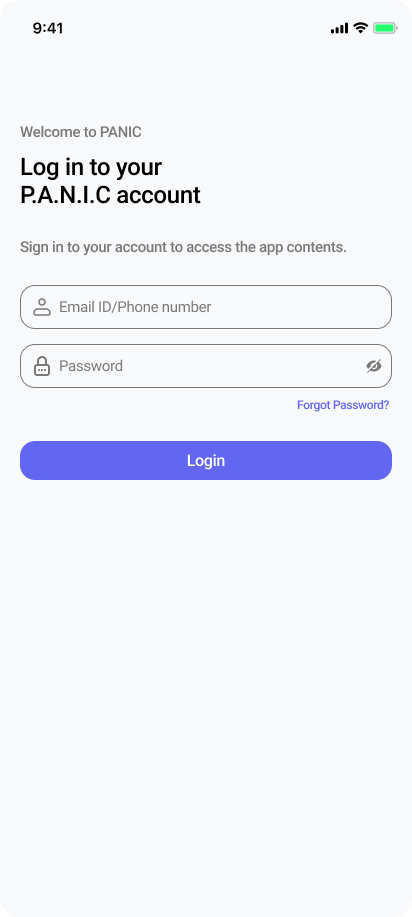 9:41
Welcome to PANIC
Log in to your
P.A.N.I.C account
Sign in to your account to access the app contents.
Email ID/Phone number
Password
Forgot Password?
Login